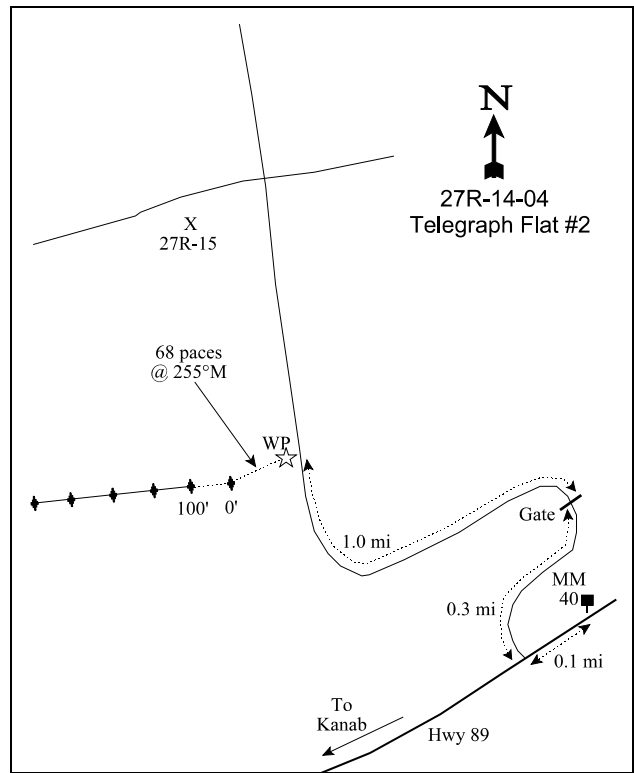 N
27R-14-04
Telegraph Flat #2
X
27R-15
68 paces
@ 255°M
WP
100' 0'
Gate
1.0 mi
MM
40
0.3 mi
0.1 mi
To
Kanab
Hwy 89